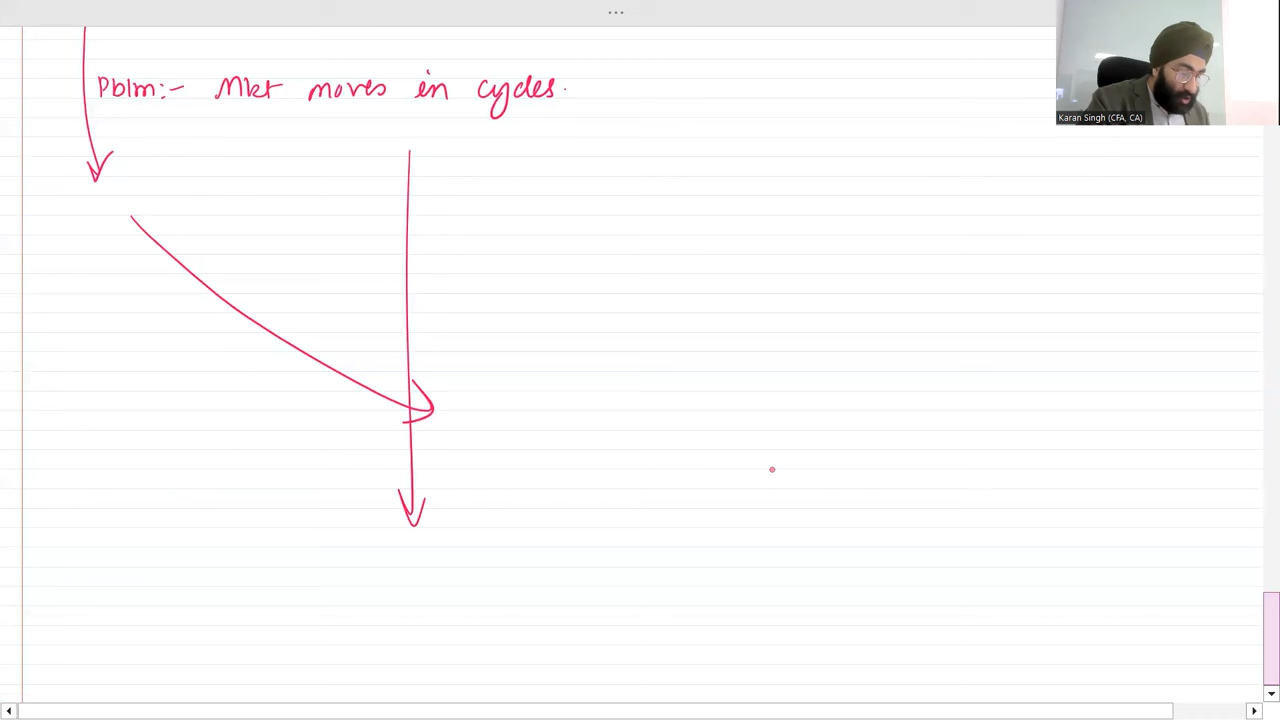 Pblm:- Mkt moves in cycles.
Karan Singh (CFA, CA)